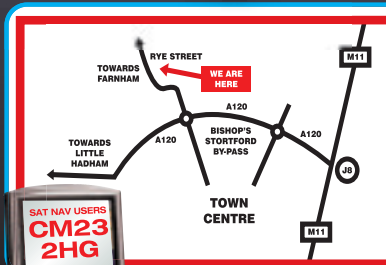 RYE STREET
TOWARDS
FARNHAM
WE ARE
HERE
M11
A120
A120
BISHOP'S
STORTFORD
BY-PASS
A120
TOWARDS
LITTLE
HADHAM
J8
TOWN
CENTRE
M11
SAT NAV USERS
CM23
2HG